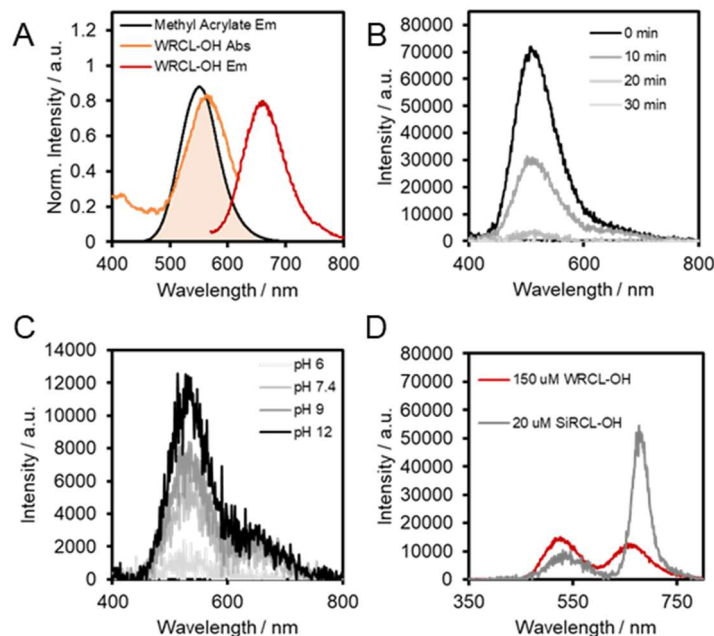 A
Norm. Intensity / a.u.
1.2
1
0.8
0.6
0.4
0.2
0
400 500 600 700 800
Wavelength / nm
Methyl Acrylate Em
WRCL-OH Abs
WRCL-OH Em
B
Intensity / a.u.
80000
70000
60000
50000
40000
30000
20000
10000
0
400 600 800
Wavelength / nm
0 min
10 min
20 min
30 min
C
Intensity / a.u.
14000
12000
10000
8000
6000
4000
2000
0
400 500 600 700 800
Wavelength / nm
pH 6
pH 7.4
pH 9
pH 12
D
Intensity / a.u.
80000
70000
60000
50000
40000
30000
20000
10000
0
350 550 750
Wavelength / nm
150 uM WRCL-OH
20 uM SiRCL-OH